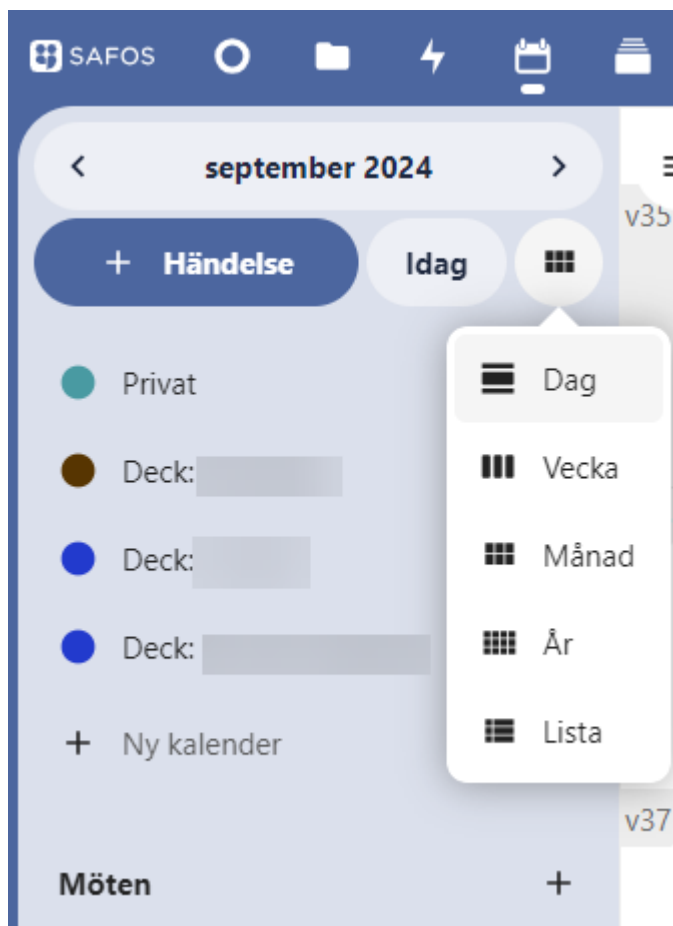 SAFOS
september 2024
v35
+ Händelse
Idag
Dag
Vecka
Månad
År
Lista
Privat
Deck:
Deck:
Deck:
+ Ny kalender
v37
Möten +